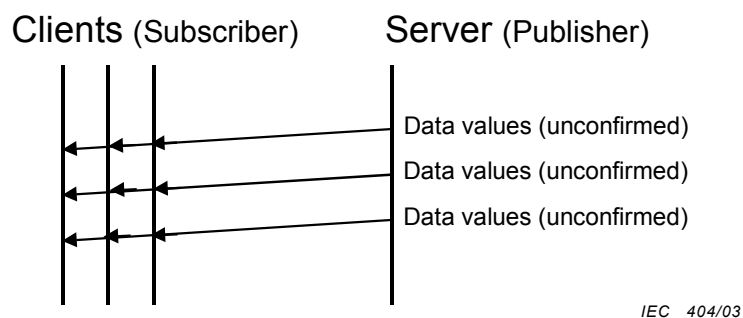 Clients (Subscriber) Server (Publisher)
Data values (unconfirmed)
Data values (unconfirmed)
Data values (unconfirmed)
IEC 404/03